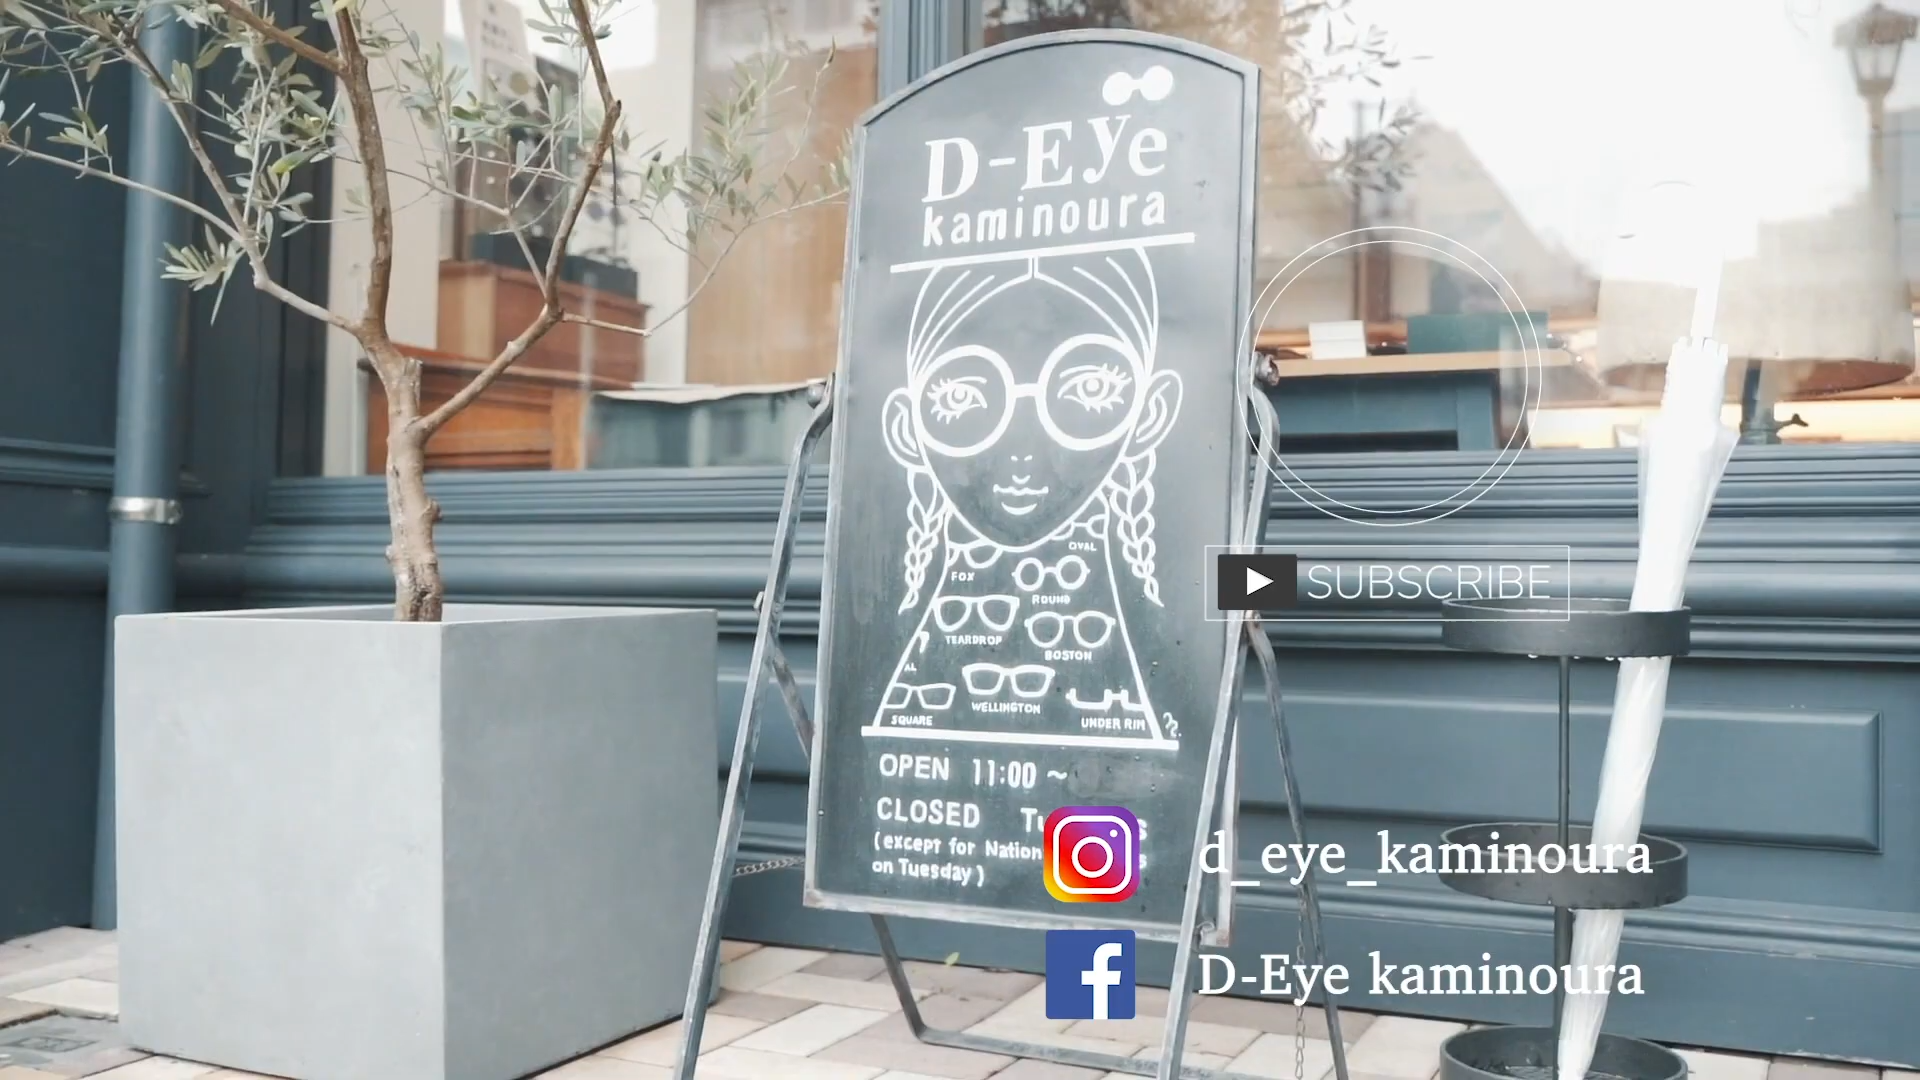 D-Eye
kaminoura
OVAL
FOX
ROUND
TEARDROP
BOSTON
AL
WELLINGTON
SQUARE
UNDER RIM
SUBSCRIBE
OPEN 11:00 ~
CLOSED
(except for
on Tuesday)
d_eye_kaminoura
D-Eye kaminoura